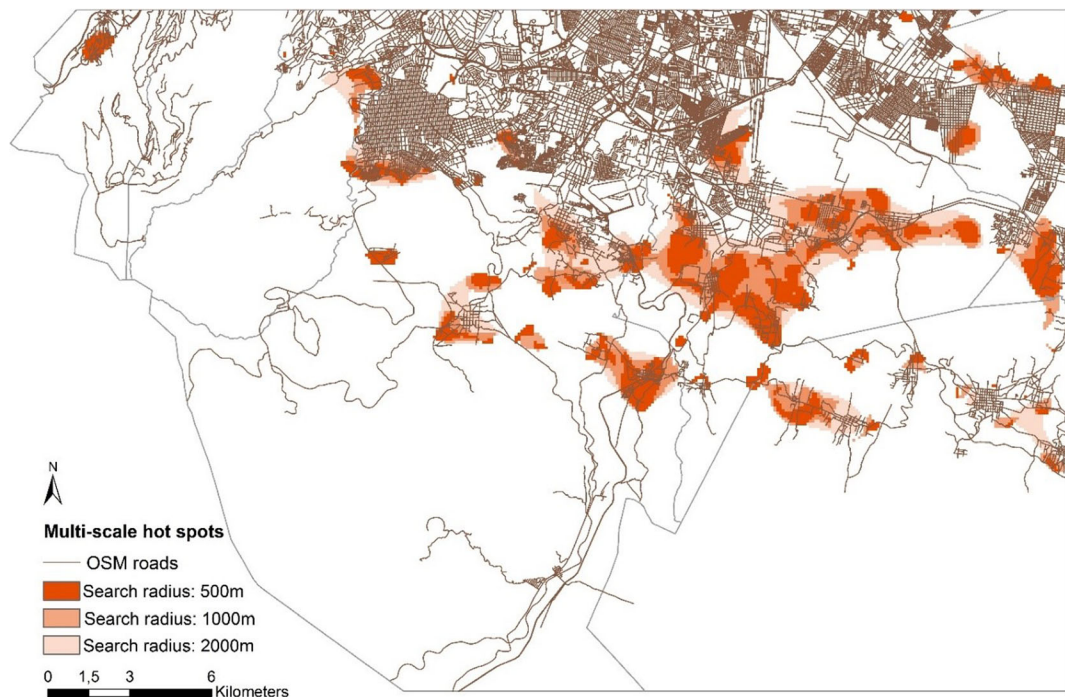 N
Multi-scale hot spots
OSM roads
Search radius: 500m
Search radius: 1000m
Search radius: 2000m
0 1,5 3 6
Kilometers